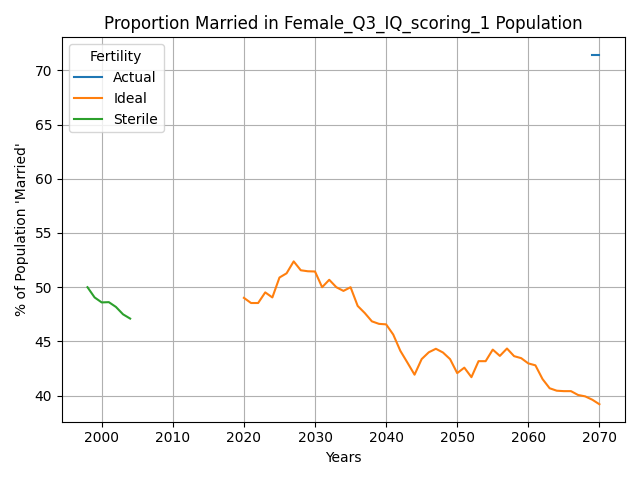 Proportion Married in Female_Q3_IQ_scoring_1 Population
Fertility
Actual
Ideal
Sterile
% of Population 'Married'
70
65
60
55
50
45
40
2000
2010
2020
2030
2040
2050
2060
2070
Years